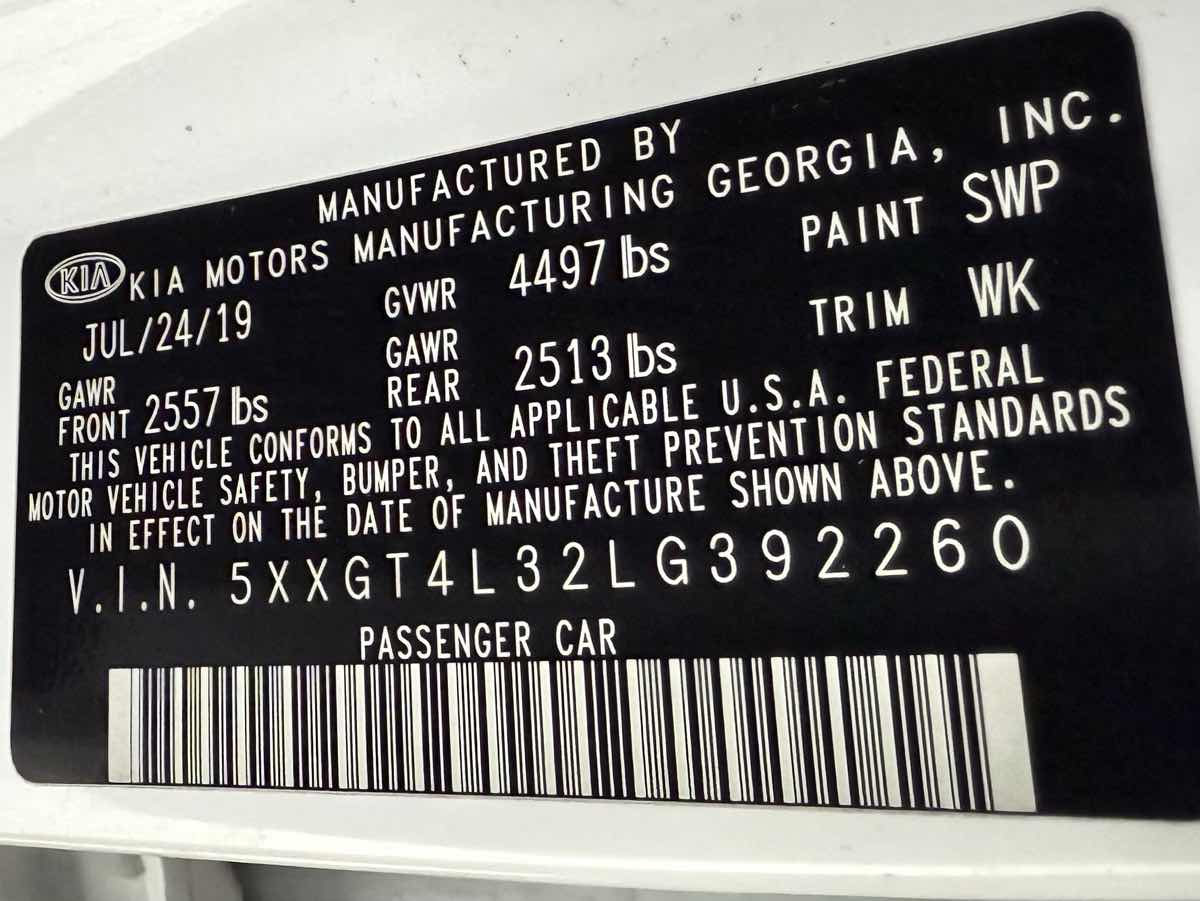 MANUFACTURED BY
KIA KIA MOTORS MANUFACTURING GEORGIA, INC.
JUL/24/19 GVWR 4497 lbs PAINT SWP
GAWR FRONT 2557 lbs GAWR REAR 2513 lbs TRIM WK
THIS VEHICLE CONFORMS TO ALL APPLICABLE U.S.A. FEDERAL
MOTOR VEHICLE SAFETY, BUMPER, AND THEFT PREVENTION STANDARDS
IN EFFECT ON THE DATE OF MANUFACTURE SHOWN ABOVE.
V.I.N. 5XXGT4L32LG392260
PASSENGER CAR